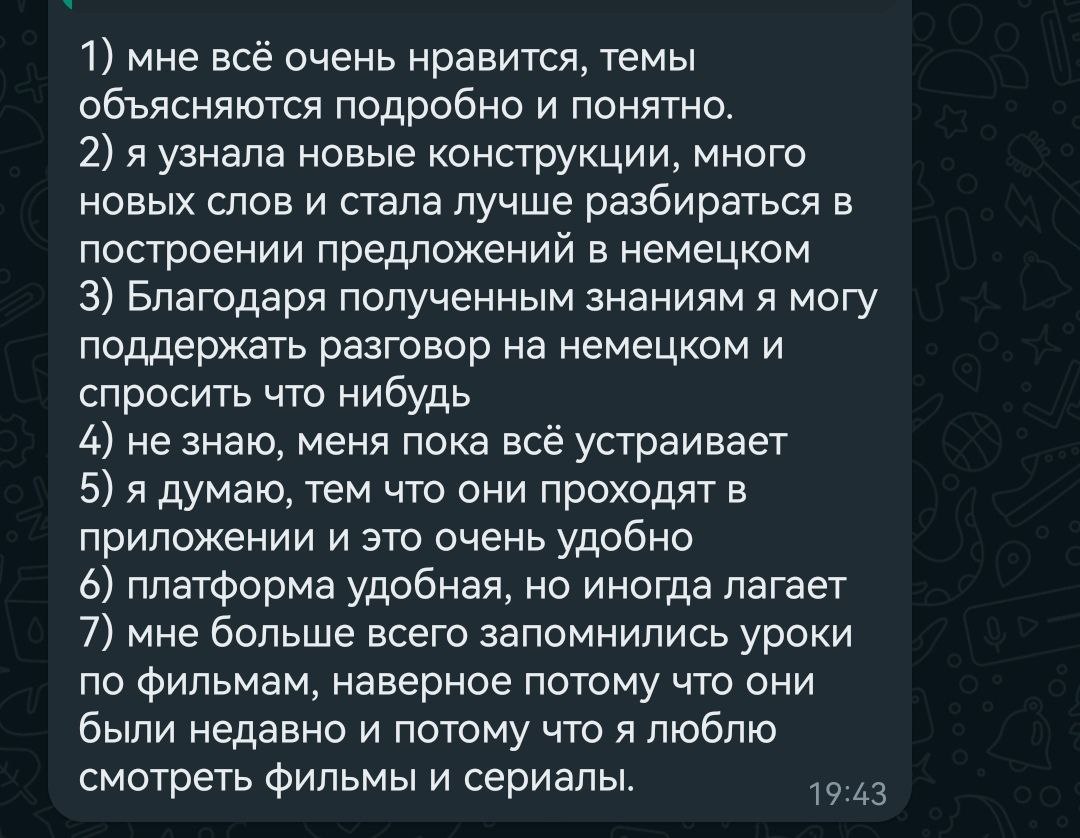 1) мне всё очень нравится, темы
объясняются подробно и понятно.
2) я узнала новые конструкции, много
новых слов и стала лучше разбираться в
построении предложений в немецком
3) Благодаря полученным знаниям я могу
поддержать разговор на немецком и
спросить что нибудь
4) не знаю, меня пока всё устраивает
5) я думаю, тем что они проходят в
приложении и это очень удобно
6) платформа удобная, но иногда лагает
7) мне больше всего запомнились уроки
по фильмам, наверное потому что они
были недавно и потому что я люблю
смотреть фильмы и сериалы.
19:43